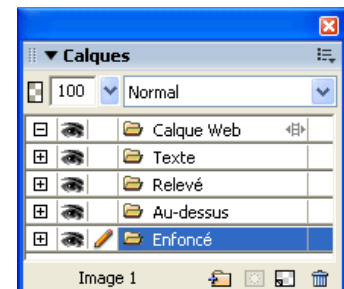 Calques
100 Normal
Calque Web
Texte
Relevé
Au-dessus
Enfoncé
Image 1